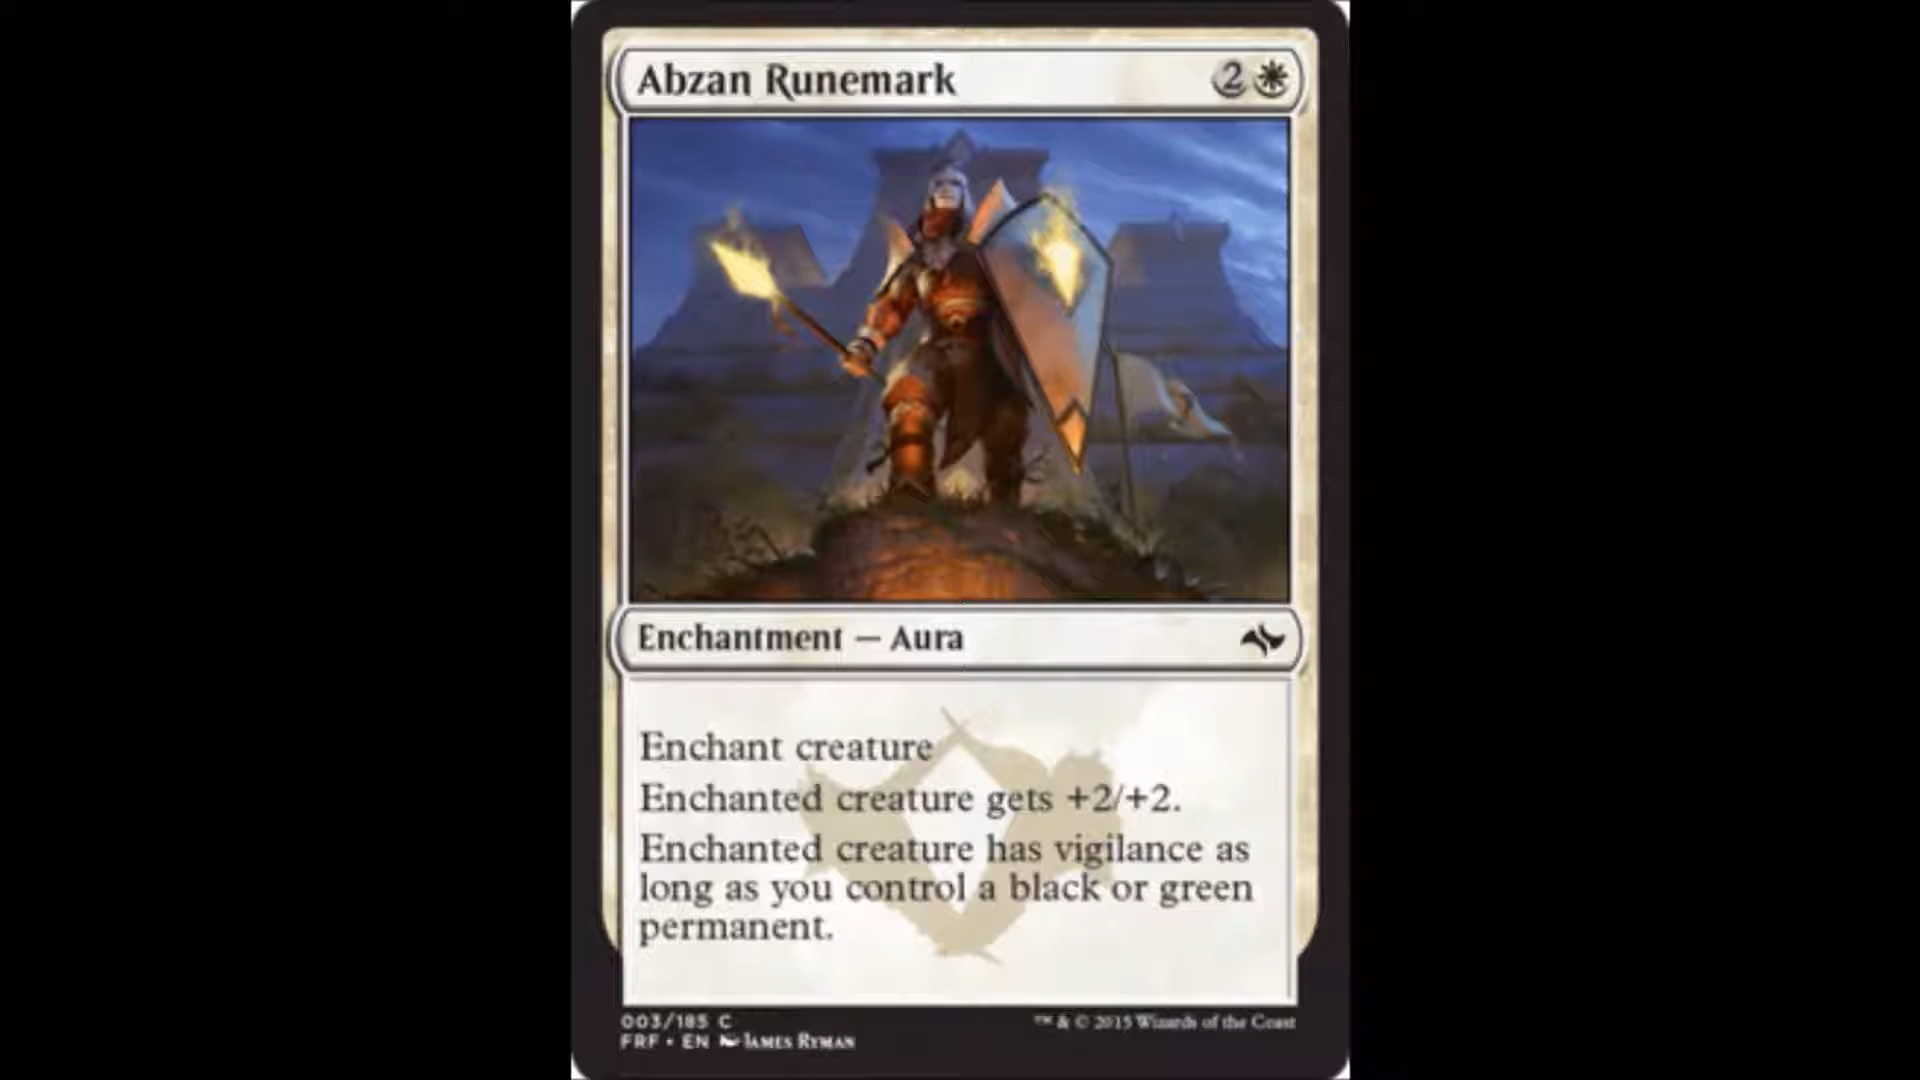 Abzan Runemark 2
Enchantment — Aura
Enchant creature
Enchanted creature gets +2/+2.
Enchanted creature has vigilance as
long as you control a black or green
permanent.
003/185 C
™ & © 2015 Wizards of the Coast
FRF • EN James Ryman